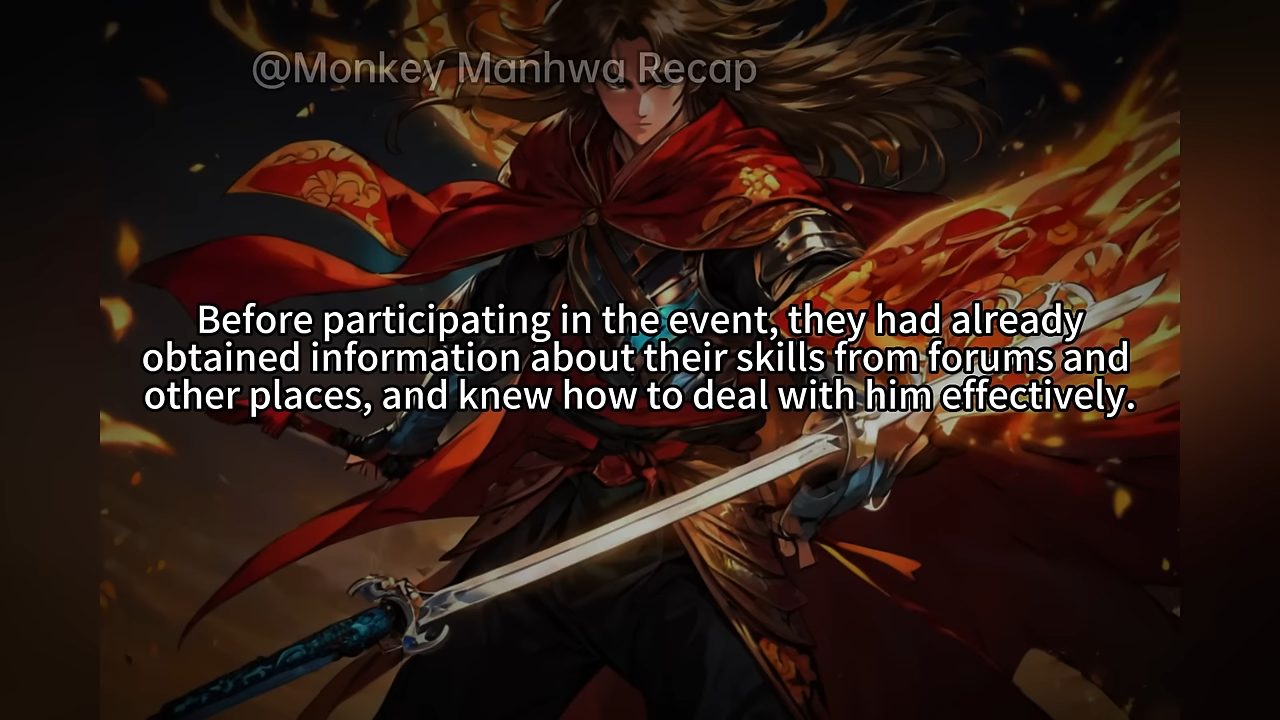 @Monkey Manhwa Recap
Before participating in the event, they had already
obtained information about their skills from forums and
other places, and knew how to deal with him effectively.